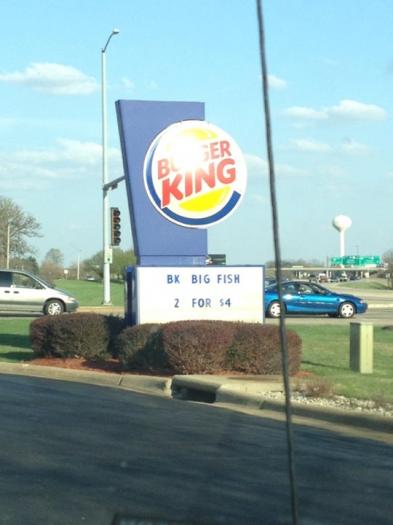 BURGER
KING
BK BIG FISH
2 FOR $4